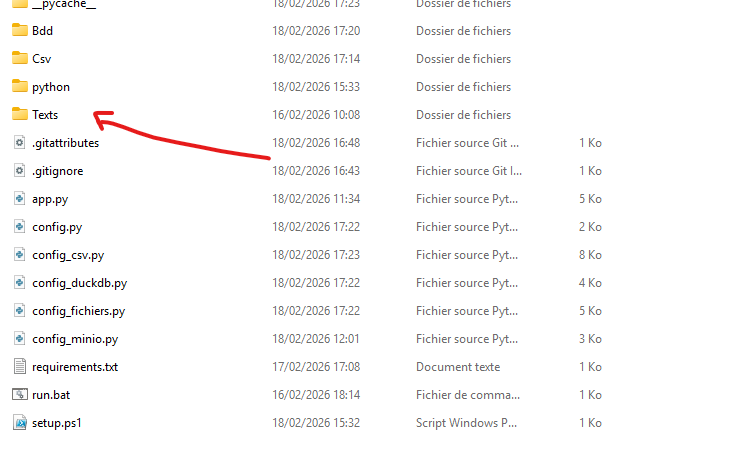 __pycache__ 18/02/2026 17:23 Dossier de fichiers
Bdd 18/02/2026 17:20 Dossier de fichiers
Csv 18/02/2026 17:14 Dossier de fichiers
python 18/02/2026 15:33 Dossier de fichiers
Texts 16/02/2026 10:08 Dossier de fichiers
.gitattributes 18/02/2026 16:48 Fichier source Git ... 1 Ko
.gitignore 18/02/2026 16:43 Fichier source Git I... 1 Ko
app.py 18/02/2026 11:34 Fichier source Pyt... 5 Ko
config.py 18/02/2026 17:22 Fichier source Pyt... 2 Ko
config_csv.py 18/02/2026 17:23 Fichier source Pyt... 8 Ko
config_duckdb.py 18/02/2026 17:22 Fichier source Pyt... 4 Ko
config_fichiers.py 18/02/2026 17:22 Fichier source Pyt... 5 Ko
config_minio.py 18/02/2026 12:01 Fichier source Pyt... 3 Ko
requirements.txt 17/02/2026 17:08 Document texte 1 Ko
run.bat 16/02/2026 18:14 Fichier de comma... 1 Ko
setup.ps1 18/02/2026 15:32 Script Windows P... 1 Ko